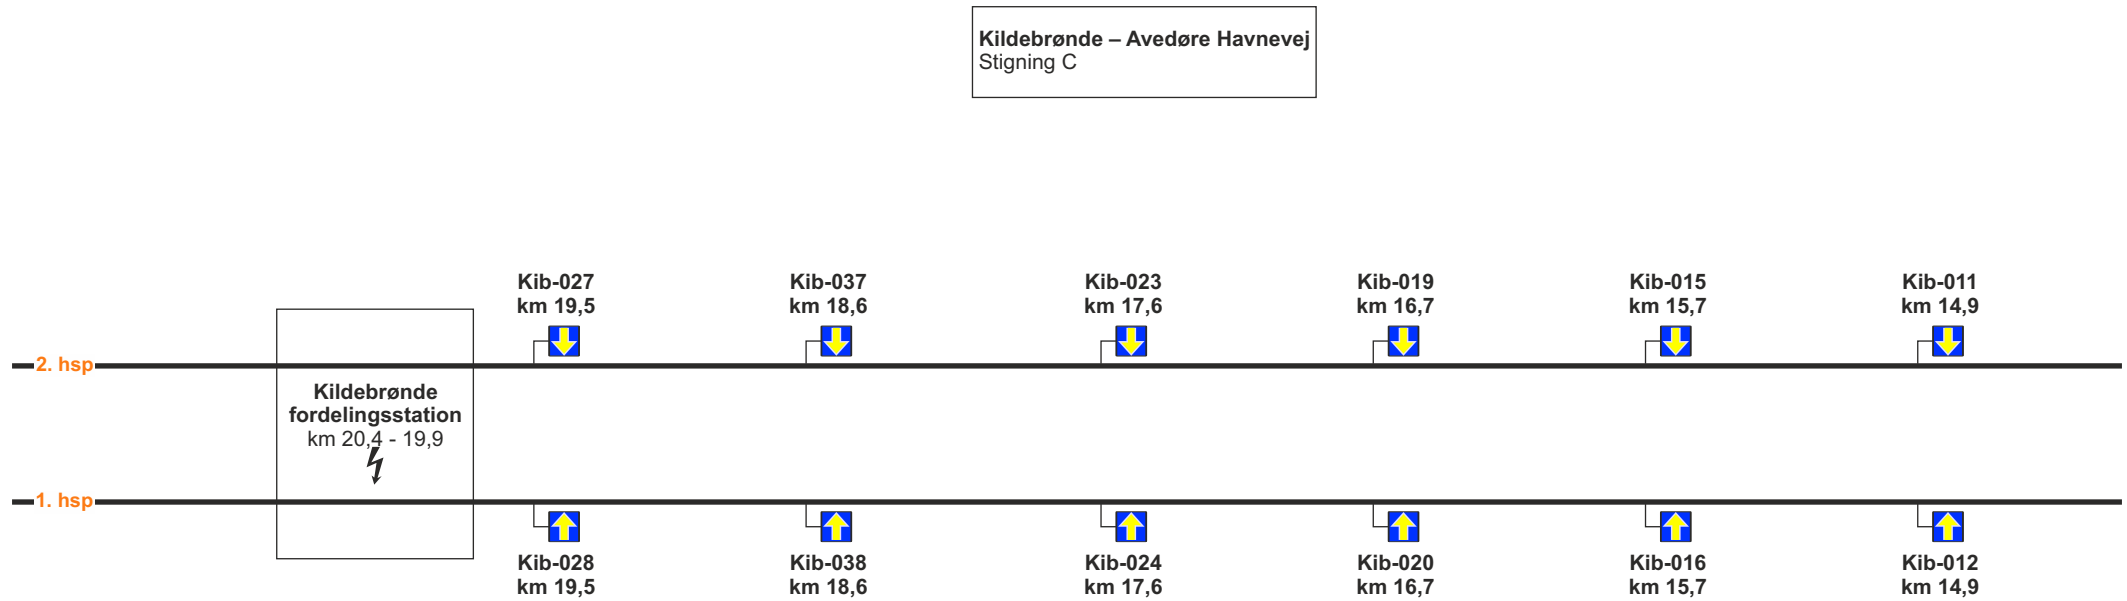 Kildebrønde – Avedøre Havnevej
Stigning C
Kib-027
km 19,5
Kib-037
km 18,6
Kib-023
km 17,6
Kib-019
km 16,7
Kib-015
km 15,7
Kib-011
km 14,9
2. hsp
Kildebrønde
fordelingsstation
km 20,4 - 19,9
1. hsp
Kib-028
km 19,5
Kib-038
km 18,6
Kib-024
km 17,6
Kib-020
km 16,7
Kib-016
km 15,7
Kib-012
km 14,9